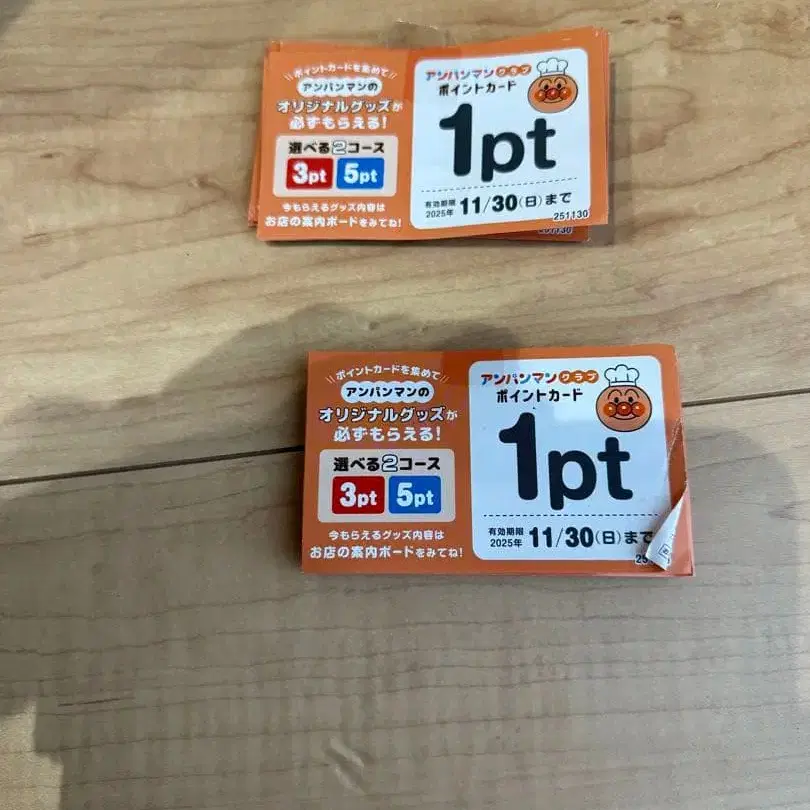 ポイントカードを集めて
アンパンマンの
オリジナルグッズが
必ずもらえる!
選べる2コース
3pt 5pt
今もらえるグッズ内容は
お店の案内ボードをみてね!
アンパンマンクラブ
ポイントカード
1pt
有効期限
2025年 11/30(日)まで
251130
251130
ポイントカードを集めて
アンパンマンの
オリジナルグッズが
必ずもらえる!
選べる2コース
3pt 5pt
今もらえるグッズ内容は
お店の案内ボードをみてね!
アンパンマンクラブ
ポイントカード
1pt
有効期限
2025年 11/30(日)まで
25